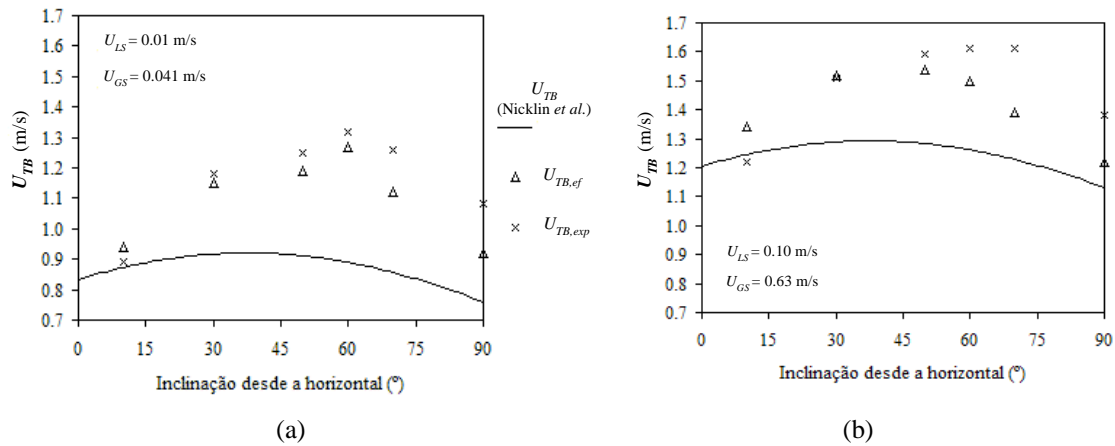 1.7
1.6
1.5
1.4
1.3
1.2
1.1
1.0
0.9
0.8
0.7
U_TB (m/s)
U_LS = 0.01 m/s
U_GS = 0.041 m/s
0 15 30 45 60 75 90
Inclinação desde a horizontal (º)
(a)
U_TB
(Nicklin et al.)
U_TB,ef
U_TB,exp
1.7
1.6
1.5
1.4
1.3
1.2
1.1
1.0
0.9
0.8
0.7
U_TB (m/s)
U_LS = 0.10 m/s
U_GS = 0.63 m/s
0 15 30 45 60 75 90
Inclinação desde a horizontal (º)
(b)